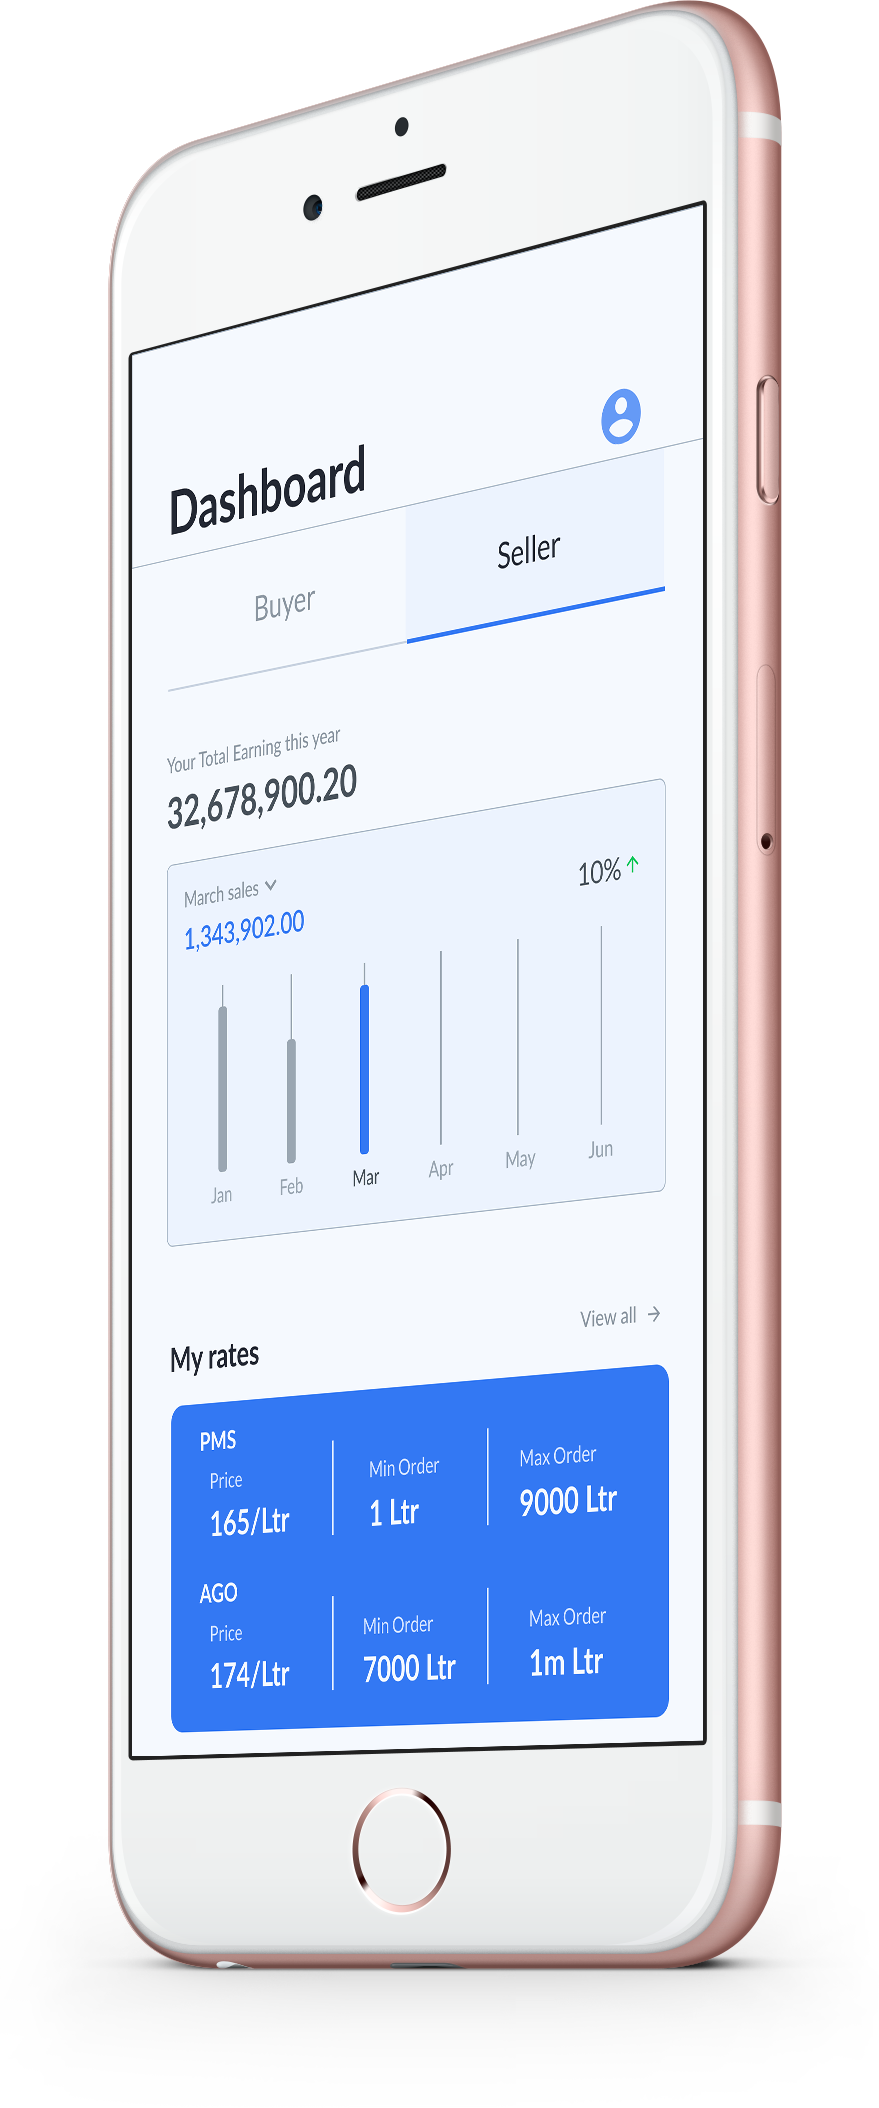 Dashboard
Buyer
Seller
Your Total Earning this year
32,678,900.20
March sales
10%
1,343,902.00
Jan
Feb
Mar
Apr
May
Jun
View all
My rates
PMS
Price
Min Order
Max Order
165/Ltr
1 Ltr
9000 Ltr
AGO
Price
Min Order
Max Order
174/Ltr
7000 Ltr
1m Ltr